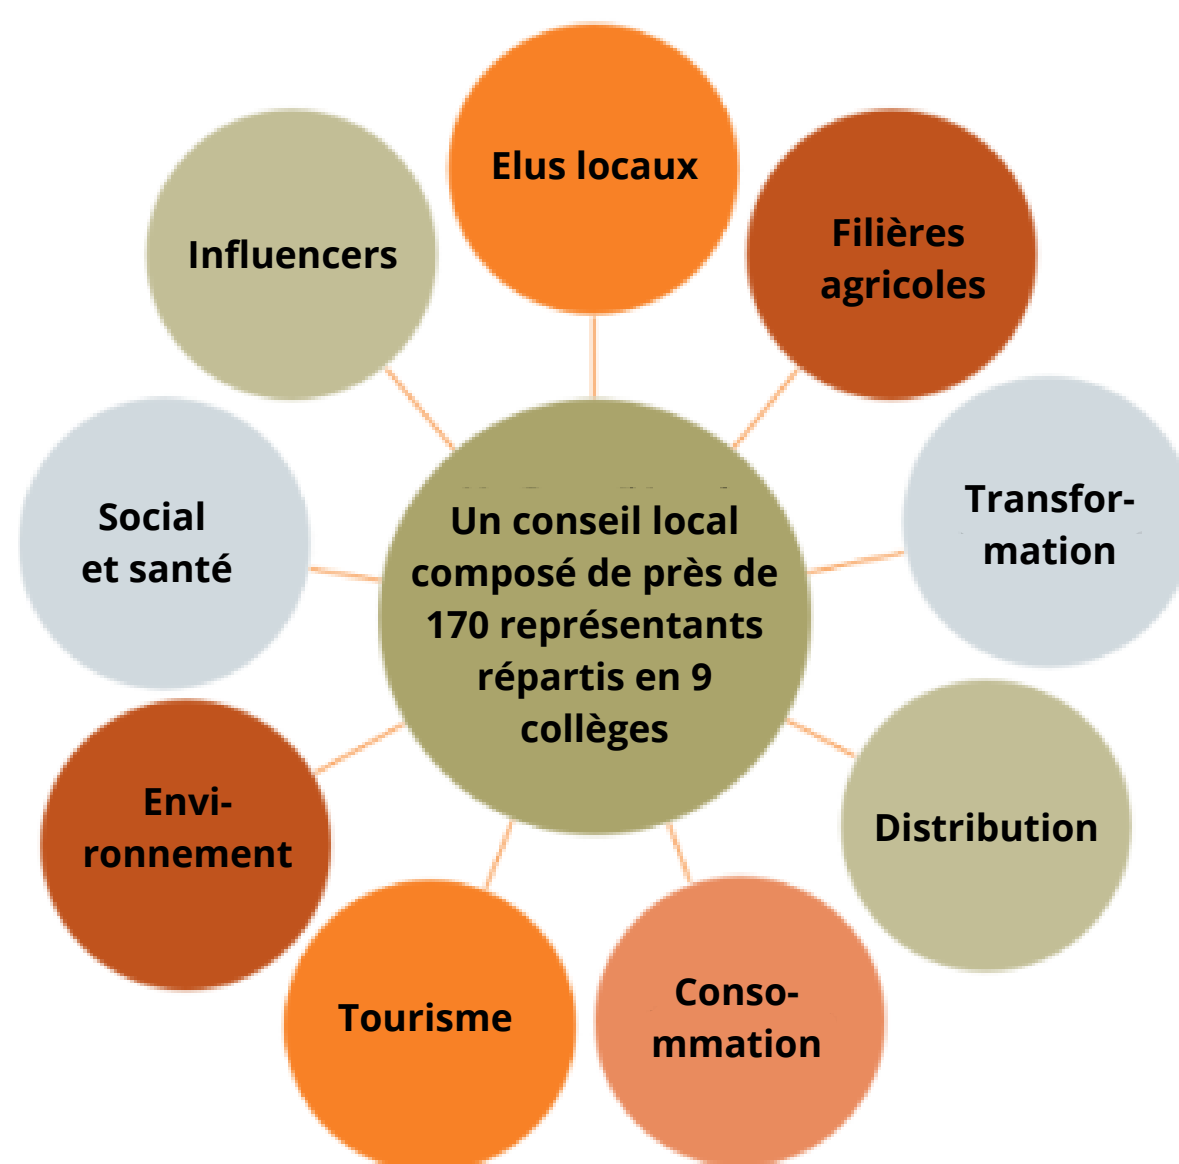 Elus locaux
Filières
agricoles
Transfor-
mation
Distribution
Conso-
mmation
Tourisme
Envi-
ronnement
Social
et santé
Influencers
Un conseil local
composé de près de
170 représentants
répartis en 9
collèges